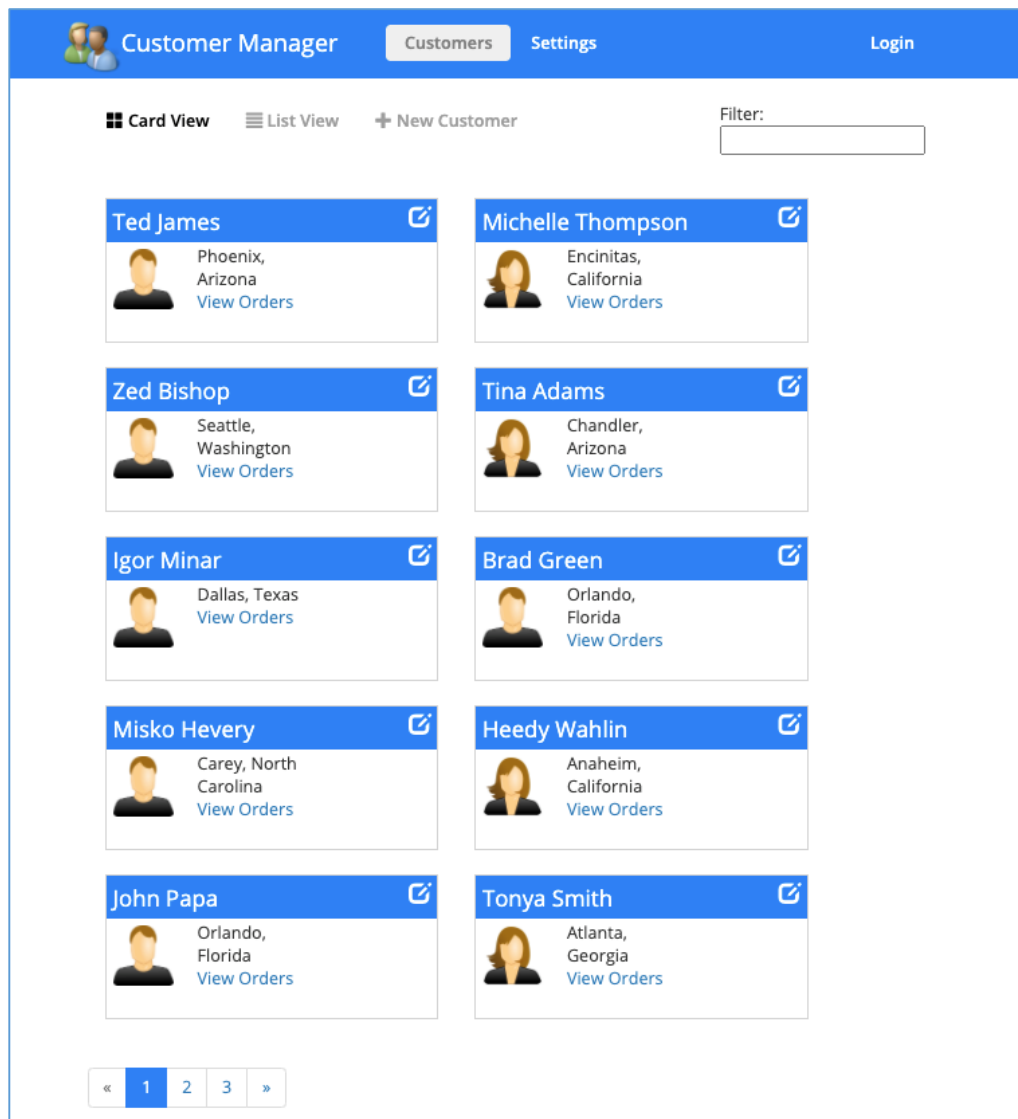 Customer Manager Customers Settings Login
Card View List View New Customer Filter:
Ted James
Phoenix,
Arizona
View Orders
Michelle Thompson
Encinitas,
California
View Orders
Zed Bishop
Seattle,
Washington
View Orders
Tina Adams
Chandler,
Arizona
View Orders
Igor Minar
Dallas, Texas
View Orders
Brad Green
Orlando,
Florida
View Orders
Misko Hevery
Carey, North
Carolina
View Orders
Heedy Wahlin
Anaheim,
California
View Orders
John Papa
Orlando,
Florida
View Orders
Tonya Smith
Atlanta,
Georgia
View Orders
« 1 2 3 »